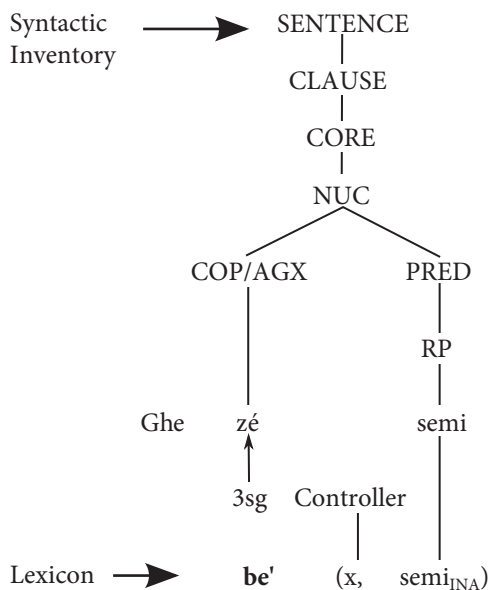 Syntactic SENTENCE
Inventory
CLAUSE
CORE
NUC
COP/AGX PRED
RP
Ghe zé semi
3sg Controller
Lexicon be' (x, semi_INA)